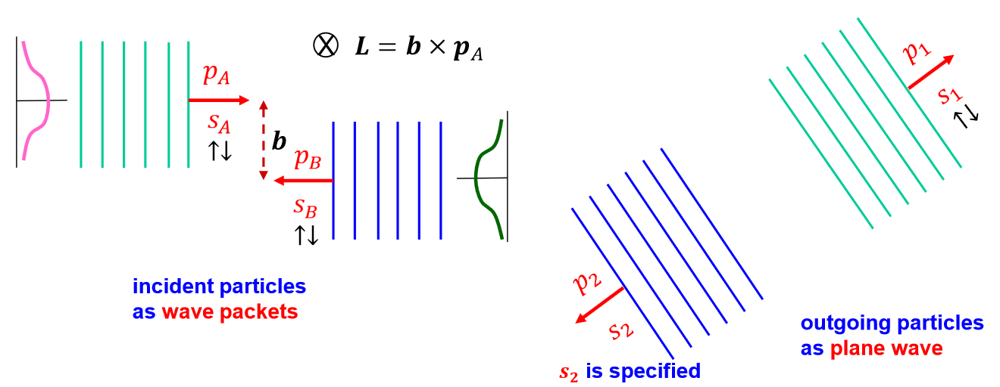 ⊗ L = b × p_A
p_A
s_A
↑↓
b
p_B
s_B
↑↓
incident particles
as wave packets
p_1
s_1
↑↓
p_2
s_2
s_2 is specified
outgoing particles
as plane wave